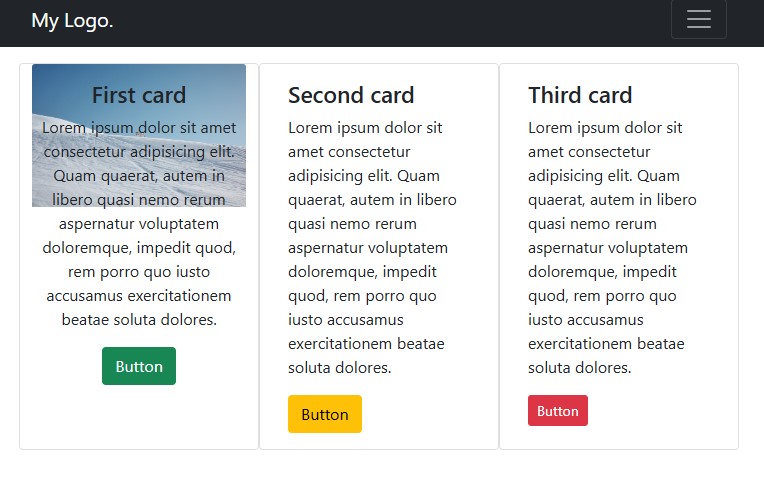 My Logo.
First card
Lorem ipsum dolor sit amet
consectetur adipisicing elit.
Quam quaerat, autem in
libero quasi nemo rerum
aspernatur voluptatem
doloremque, impedit quod,
rem porro quo iusto
accusamus exercitationem
beatae soluta dolores.
Button
Second card
Lorem ipsum dolor sit
amet consectetur
adipisicing elit. Quam
quaerat, autem in libero
quasi nemo rerum
aspernatur voluptatem
doloremque, impedit
quod, rem porro quo
iusto accusamus
exercitationem beatae
soluta dolores.
Button
Third card
Lorem ipsum dolor sit
amet consectetur
adipisicing elit. Quam
quaerat, autem in libero
quasi nemo rerum
aspernatur voluptatem
doloremque, impedit
quod, rem porro quo
iusto accusamus
exercitationem beatae
soluta dolores.
Button